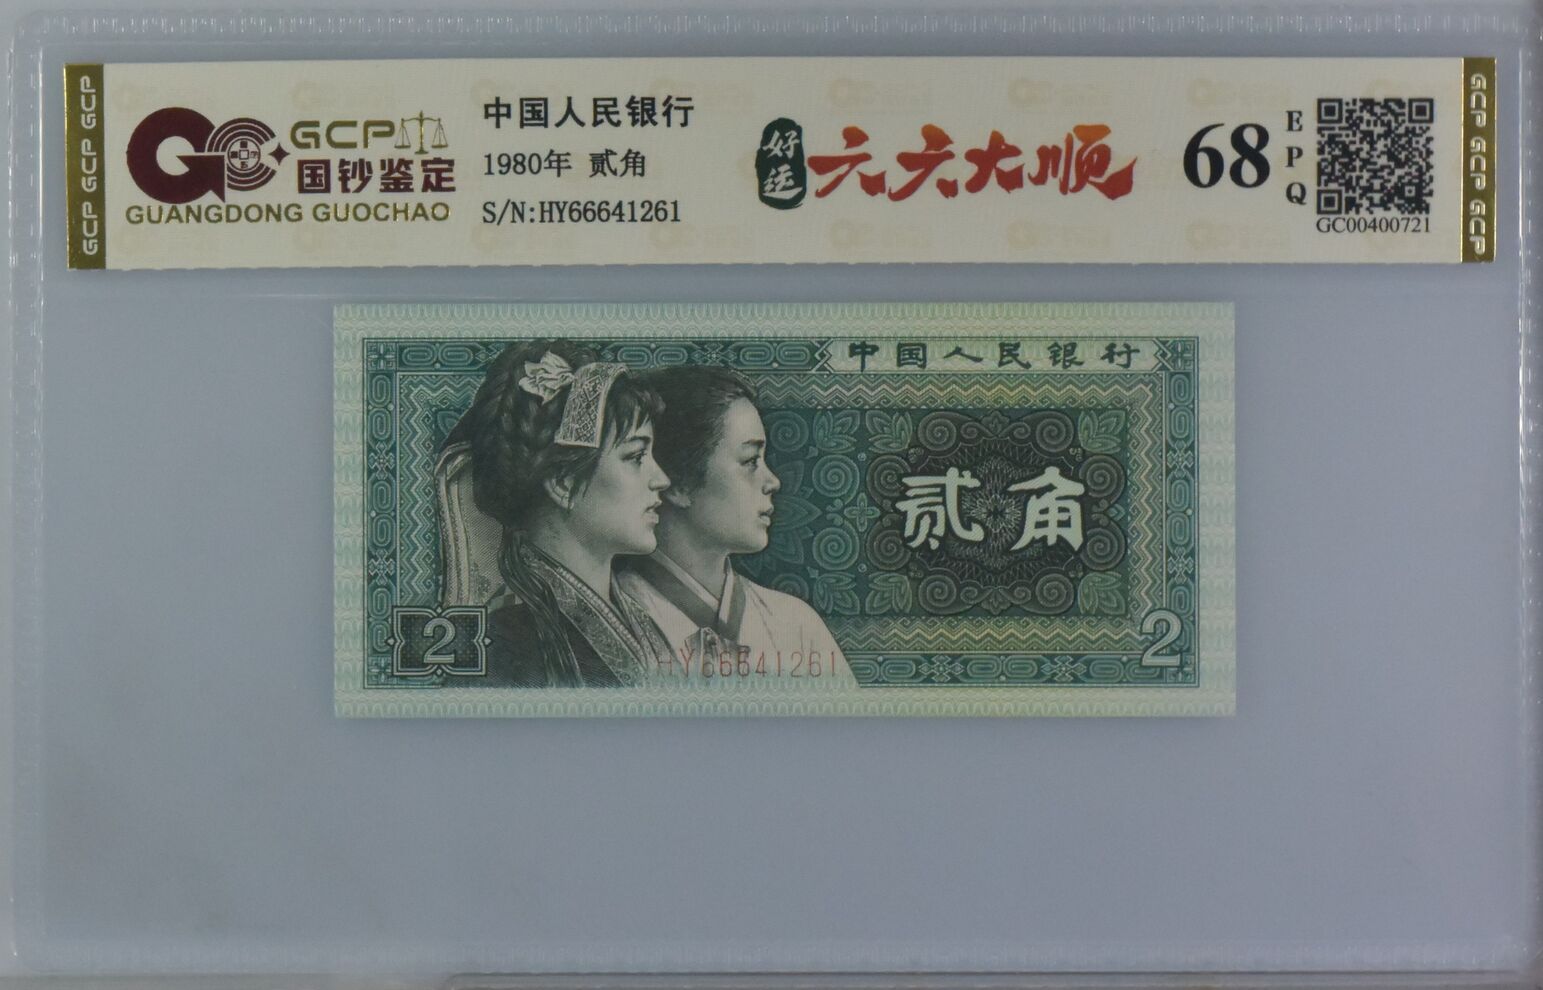 GCP GCP GCP
GCP
国钞鉴定
GUANGDONG GUOCHAO
中国人民银行
1980年 贰角
S/N:HY66641261
好运
六六大顺
68
EPQ
GC00400721
GCP GCP GCP
中国人民银行
贰角
2
2
HY66641261